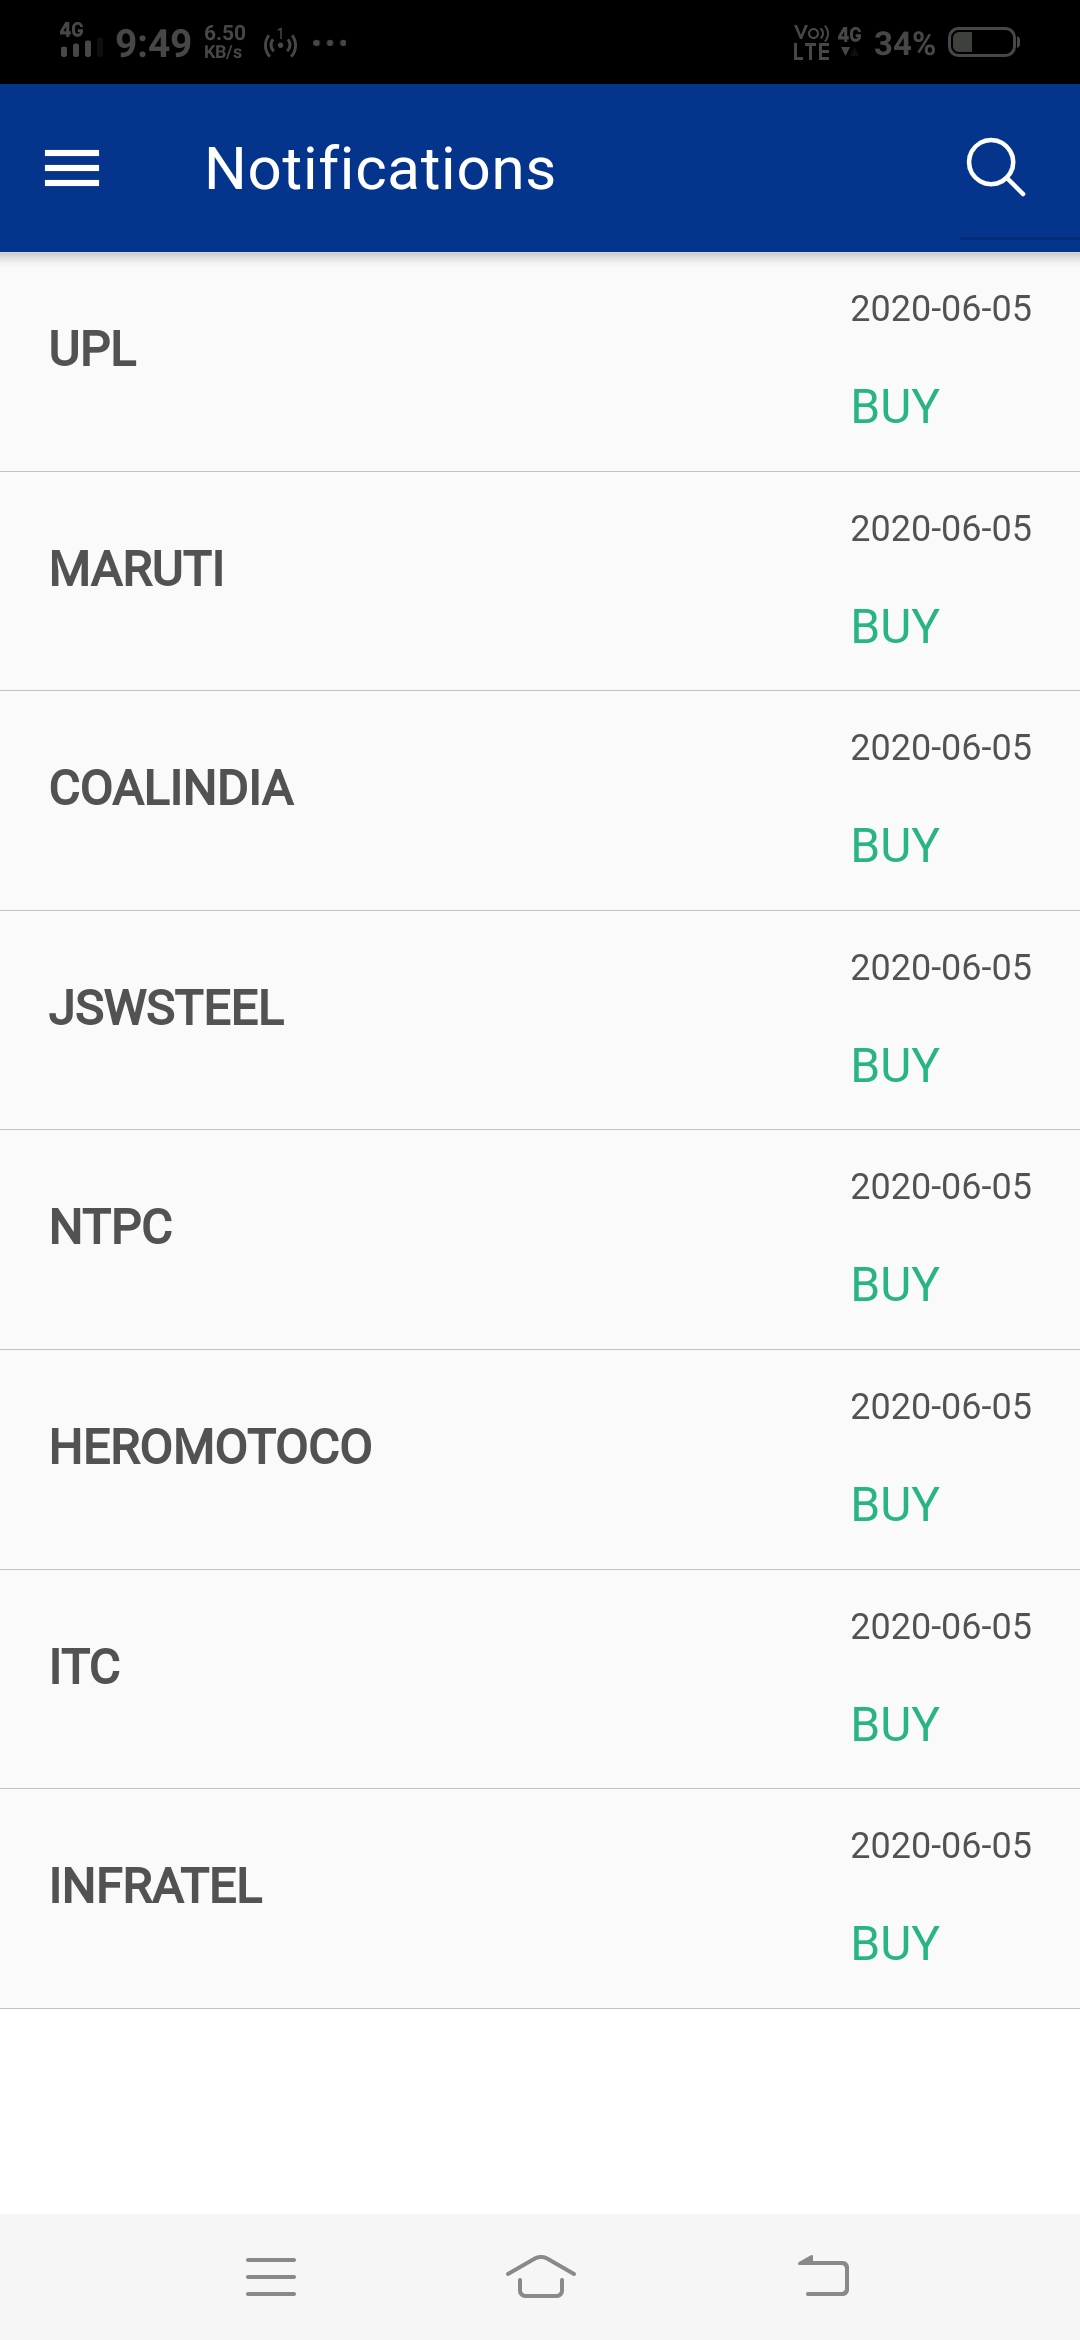 4G 9:49 6.50 KB/s 1 ... Vo)) LTE 4G 34%
Notifications
2020-06-05
UPL
BUY
2020-06-05
MARUTI
BUY
2020-06-05
COALINDIA
BUY
2020-06-05
JSWSTEEL
BUY
2020-06-05
NTPC
BUY
2020-06-05
HEROMOTOCO
BUY
2020-06-05
ITC
BUY
2020-06-05
INFRATEL
BUY